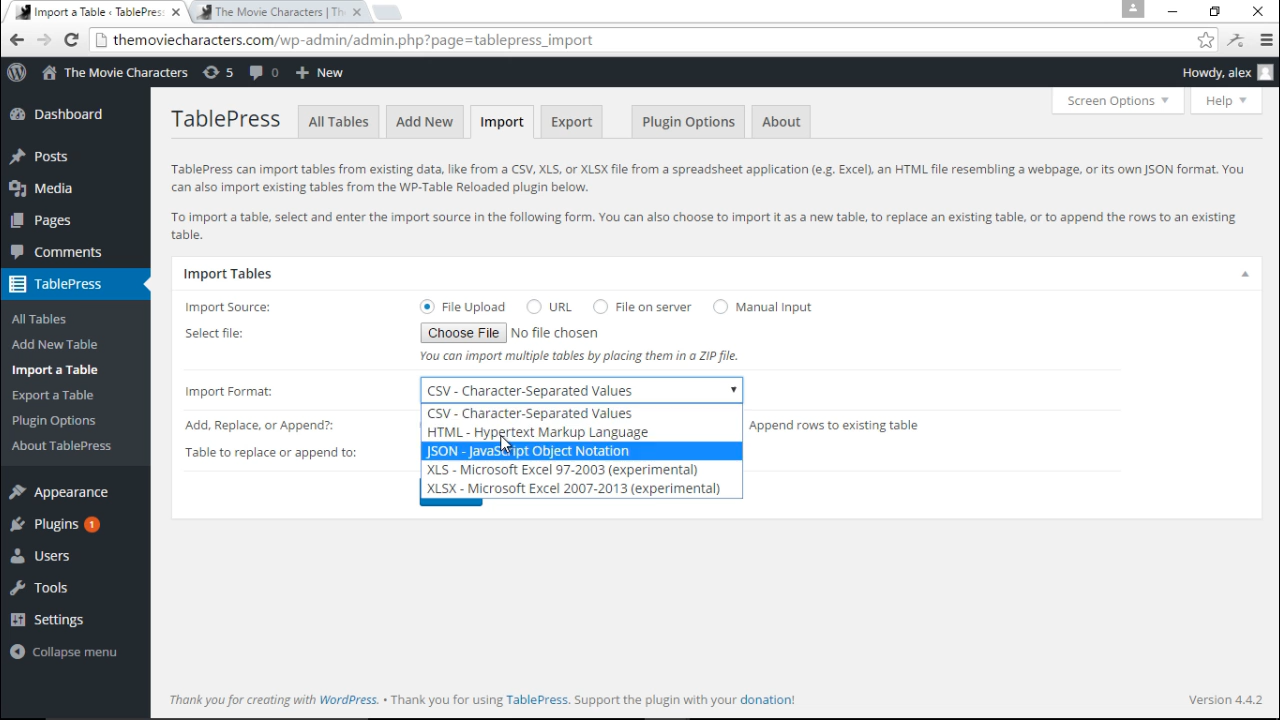 Import a Table ‹ TablePress
The Movie Characters | Th
themoviecharacters.com/wp-admin/admin.php?page=tablepress_import
The Movie Characters 5 0 New Howdy, alex
Screen Options Help
TablePress All Tables Add New Import Export Plugin Options About
Dashboard
Posts
Media
Pages
Comments
TablePress
All Tables
Add New Table
Import a Table
Export a Table
Plugin Options
About TablePress
Appearance
Plugins 1
Users
Tools
Settings
Collapse menu
TablePress can import tables from existing data, like from a CSV, XLS, or XLSX file from a spreadsheet application (e.g. Excel), an HTML file resembling a webpage, or its own JSON format. You
can also import existing tables from the WP-Table Reloaded plugin below.
To import a table, select and enter the import source in the following form. You can also choose to import it as a new table, to replace an existing table, or to append the rows to an existing
table.
Import Tables
Import Source: File Upload URL File on server Manual Input
Select file: Choose File No file chosen
You can import multiple tables by placing them in a ZIP file.
Import Format: CSV - Character-Separated Values
CSV - Character-Separated Values
HTML - Hypertext Markup Language
JSON - JavaScript Object Notation
XLS - Microsoft Excel 97-2003 (experimental)
XLSX - Microsoft Excel 2007-2013 (experimental)
Add, Replace, or Append?: Append rows to existing table
Table to replace or append to:
Thank you for creating with WordPress. • Thank you for using TablePress. Support the plugin with your donation!
Version 4.4.2